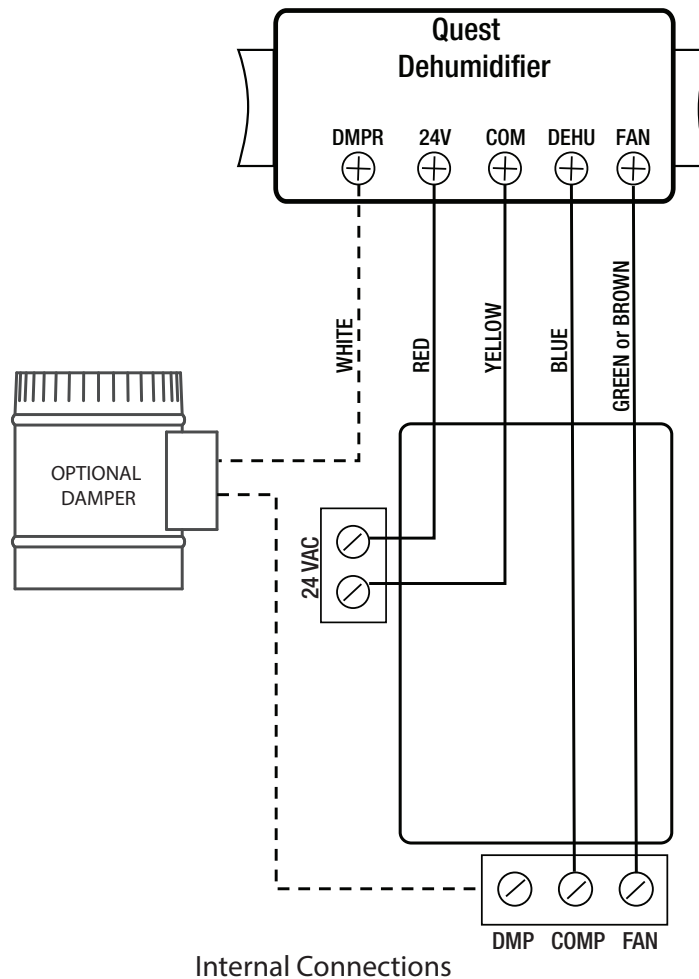 Quest
Dehumidifier
DMPR 24V COM DEHU FAN
WHITE
RED
YELLOW
BLUE
GREEN or BROWN
OPTIONAL
DAMPER
24 VAC
DMP COMP FAN
Internal Connections